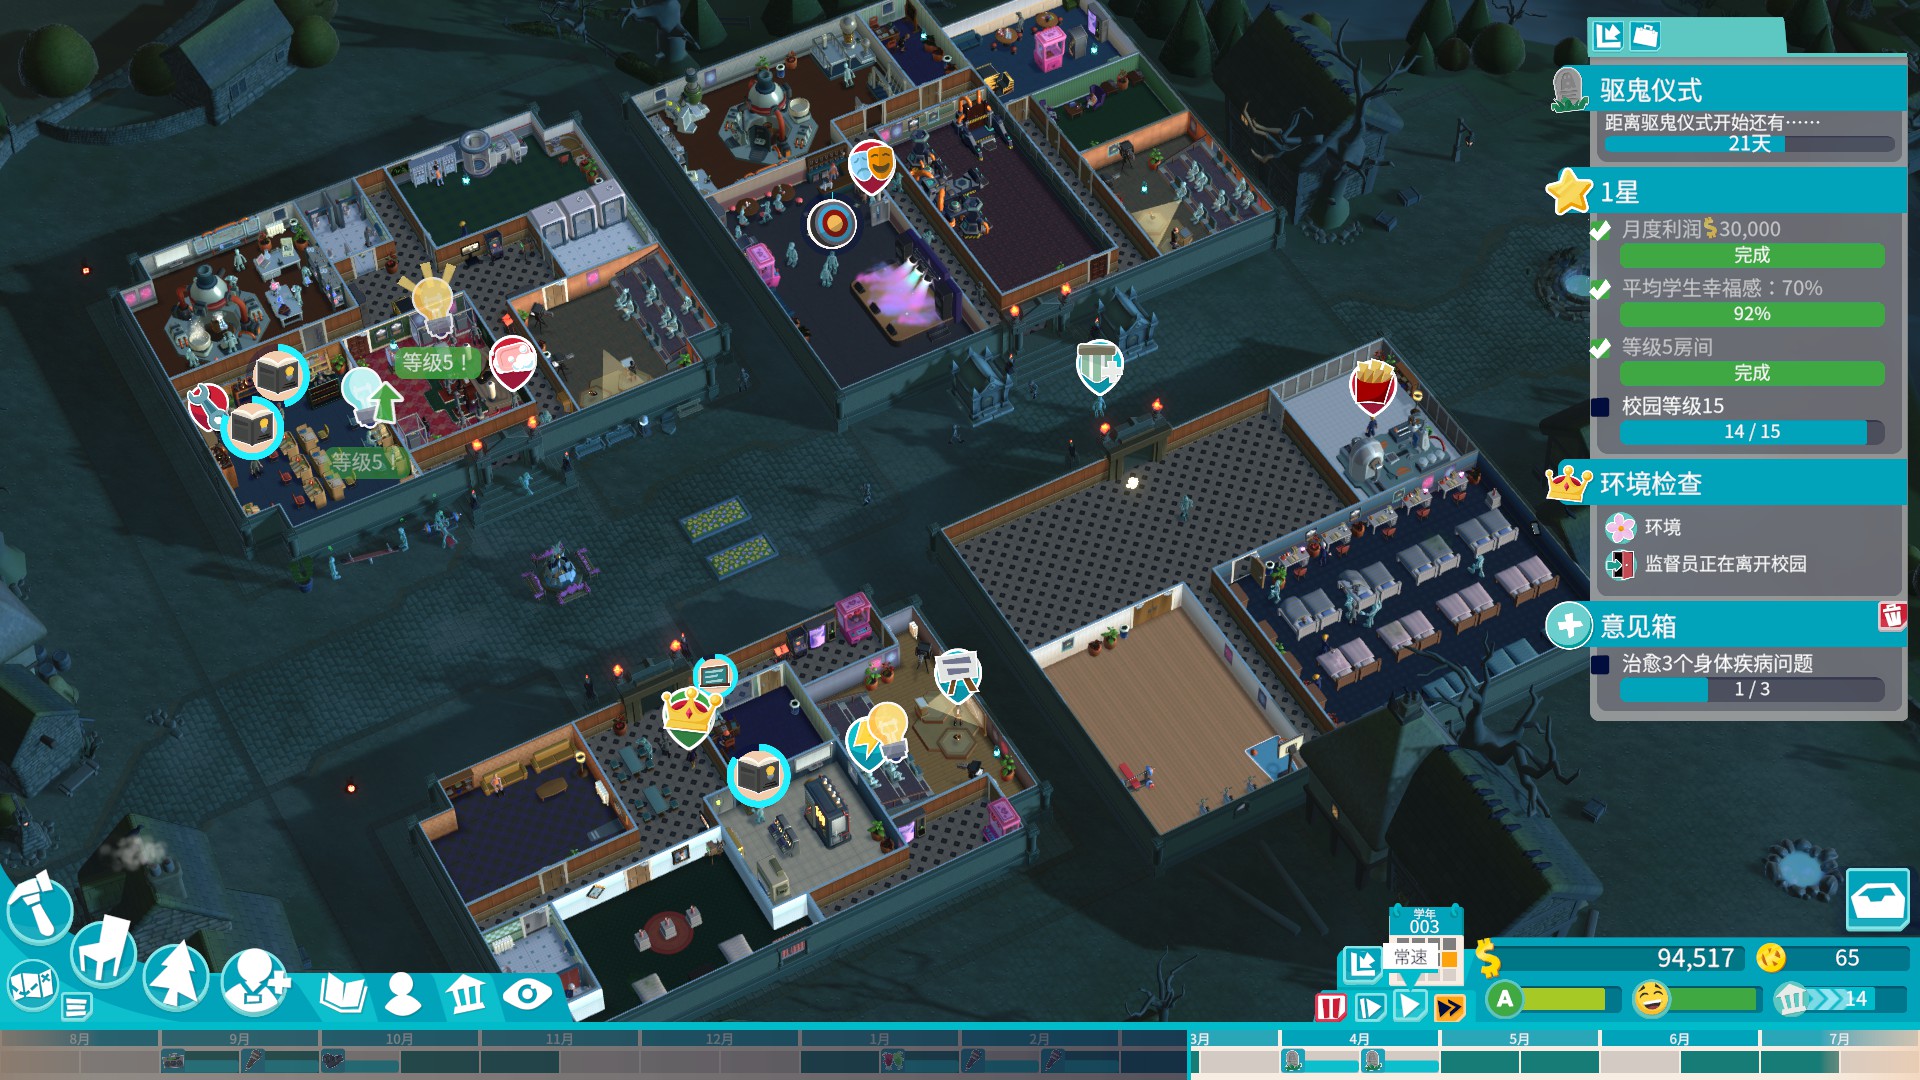 驱鬼仪式
距离驱鬼仪式开始还有……
21天
1星
月度利润$30,000
完成
平均学生幸福感：70%
92%
等级5房间
完成
校园等级15
14 / 15
环境检查
环境
监督员正在离开校园
意见箱
治愈3个身体疾病问题
1 / 3
等级5！
等级5！
学年
003
常速
94,517
65
A
14
8月
9月
10月
11月
12月
1月
2月
3月
4月
5月
6月
7月